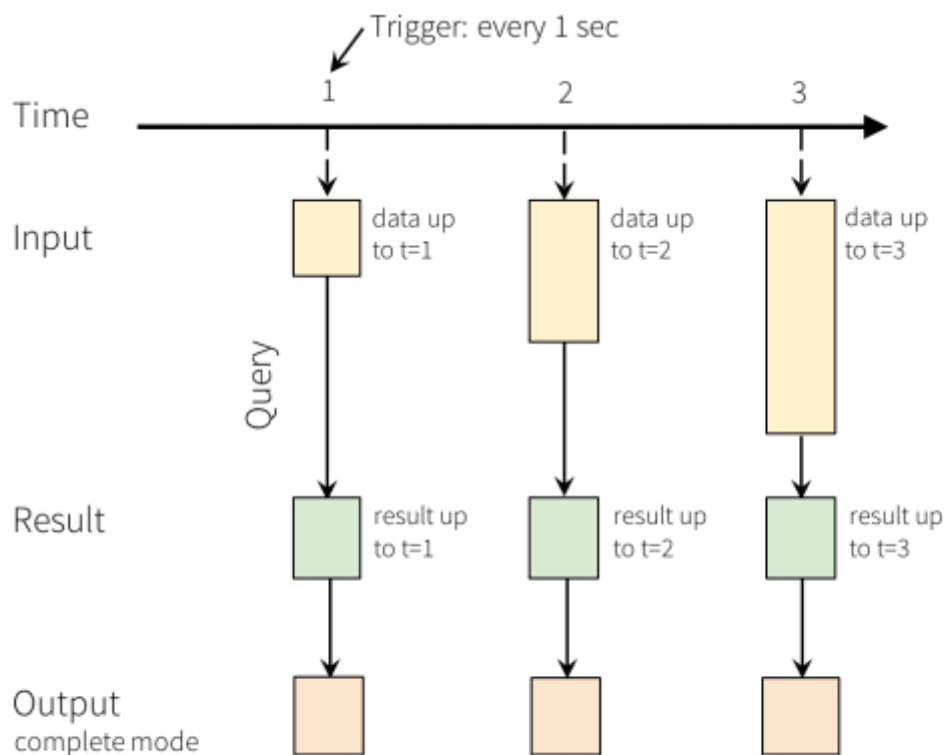 Trigger: every 1 sec
1 2 3
Time
Input
data up
to t=1
data up
to t=2
data up
to t=3
Query
Result
result up
to t=1
result up
to t=2
result up
to t=3
Output
complete mode